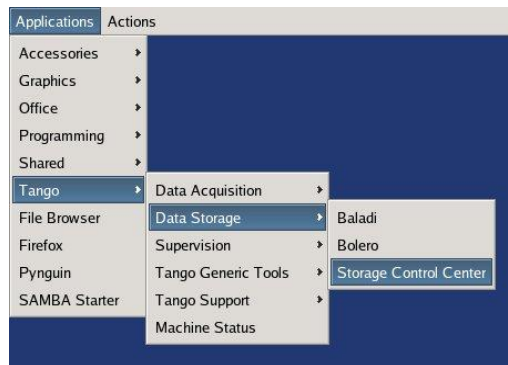 Applications Actions
Accessories
Graphics
Office
Programming
Shared
Tango
File Browser
Firefox
Pynguin
SAMBA Starter
Data Acquisition
Data Storage
Supervision
Tango Generic Tools
Tango Support
Machine Status
Baladi
Bolero
Storage Control Center